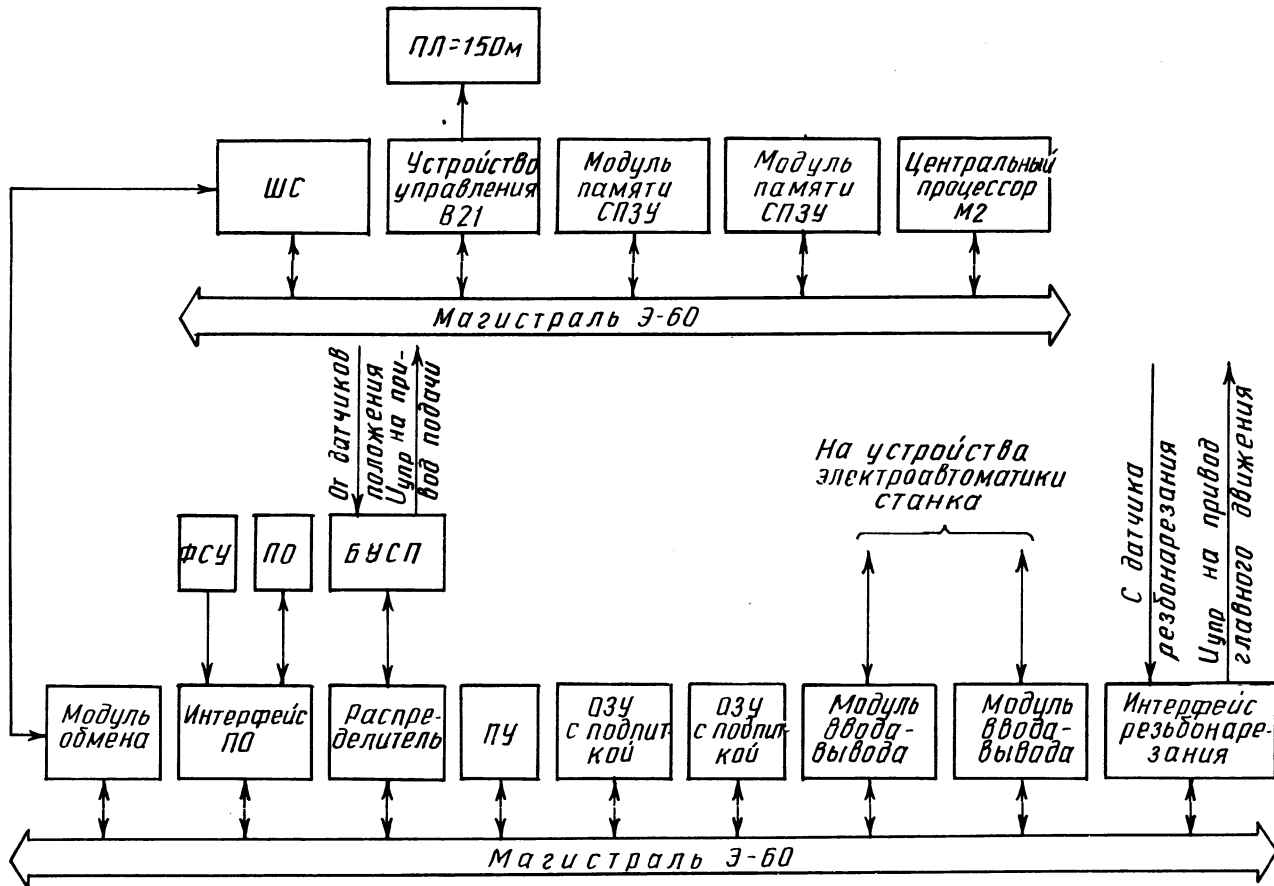 ПЛ=150м
ШС
Устройство
управления
В21
Модуль
памяти
СПЗУ
Модуль
памяти
СПЗУ
Центральный
процессор
М2
Магистраль Э-60
От датчиков
положения
Uупр на при-
вод подачи
На устройства
электроавтоматики
станка
С датчика
резбонарезания
Uупр на привод
главного движения
ФСУ
ПО
БУСП
Модуль
обмена
Интерфейс
ПО
Распре-
делитель
ПУ
ОЗУ
с подпит-
кой
ОЗУ
с подпит-
кой
Модуль
ввода-
вывода
Модуль
ввода-
вывода
Интерфейс
резьбонаре-
зания
Магистраль Э-60